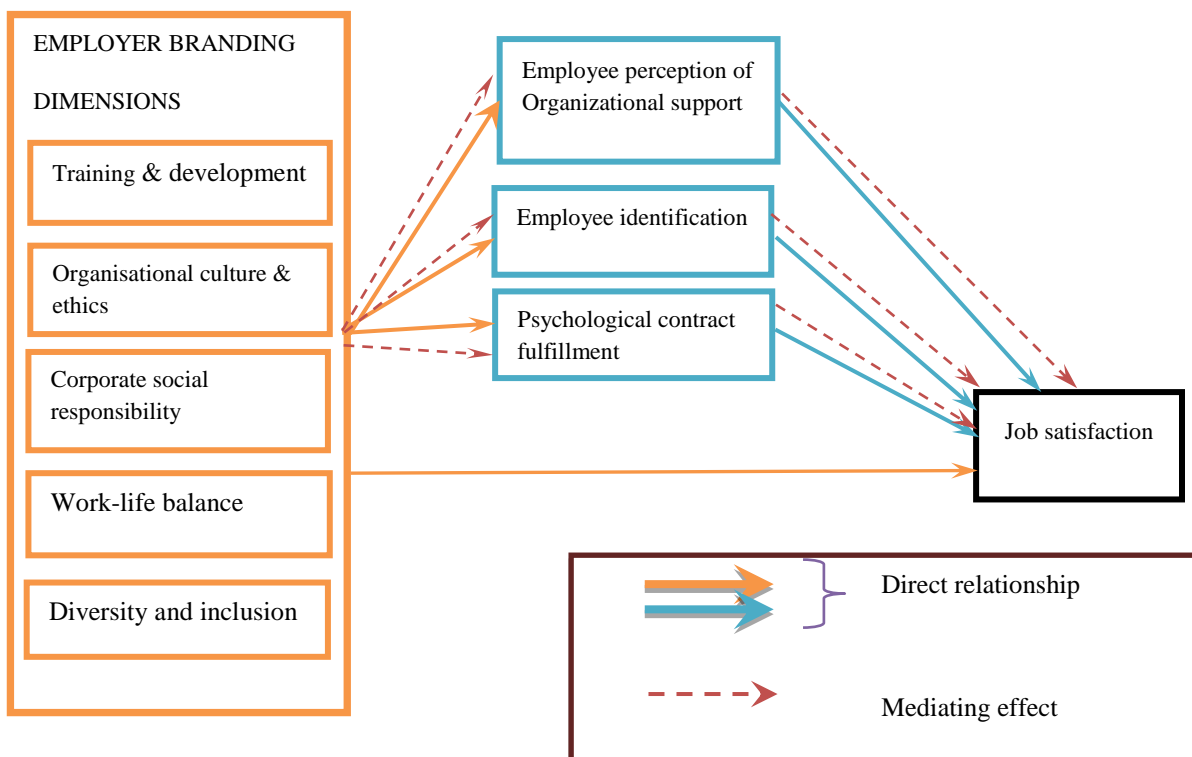 EMPLOYER BRANDING
DIMENSIONS
Training & development
Organisational culture &
ethics
Corporate social
responsibility
Work-life balance
Diversity and inclusion
Employee perception of
Organizational support
Employee identification
Psychological contract
fulfillment
Job satisfaction
Direct relationship
Mediating effect